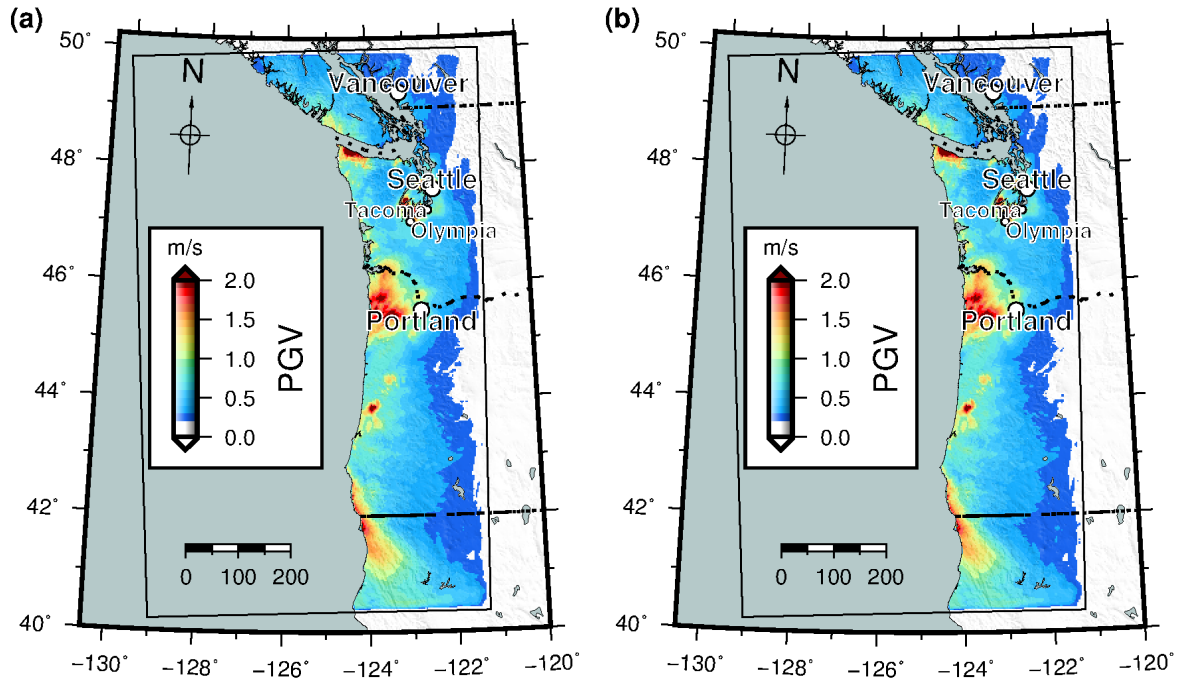 (a)
50°
48°
46°
44°
42°
40°
−130 −128 −126 −124 −122 −120
N
Vancouver
Seattle
Tacoma
Olympia
Portland
m/s
2.0
1.5
1.0
0.5
0.0
PGV
0 100 200
(b)
50°
48°
46°
44°
42°
40°
−130 −128 −126 −124 −122 −120
N
Vancouver
Seattle
Tacoma
Olympia
Portland
m/s
2.0
1.5
1.0
0.5
0.0
PGV
0 100 200